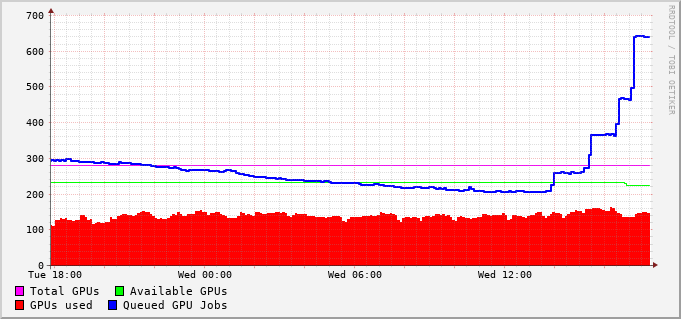 700
600
500
400
300
200
100
0
Tue 18:00 Wed 00:00 Wed 06:00 Wed 12:00
Total GPUs Available GPUs
GPUs used Queued GPU Jobs
RRDTOOL / TOBI OETIKER